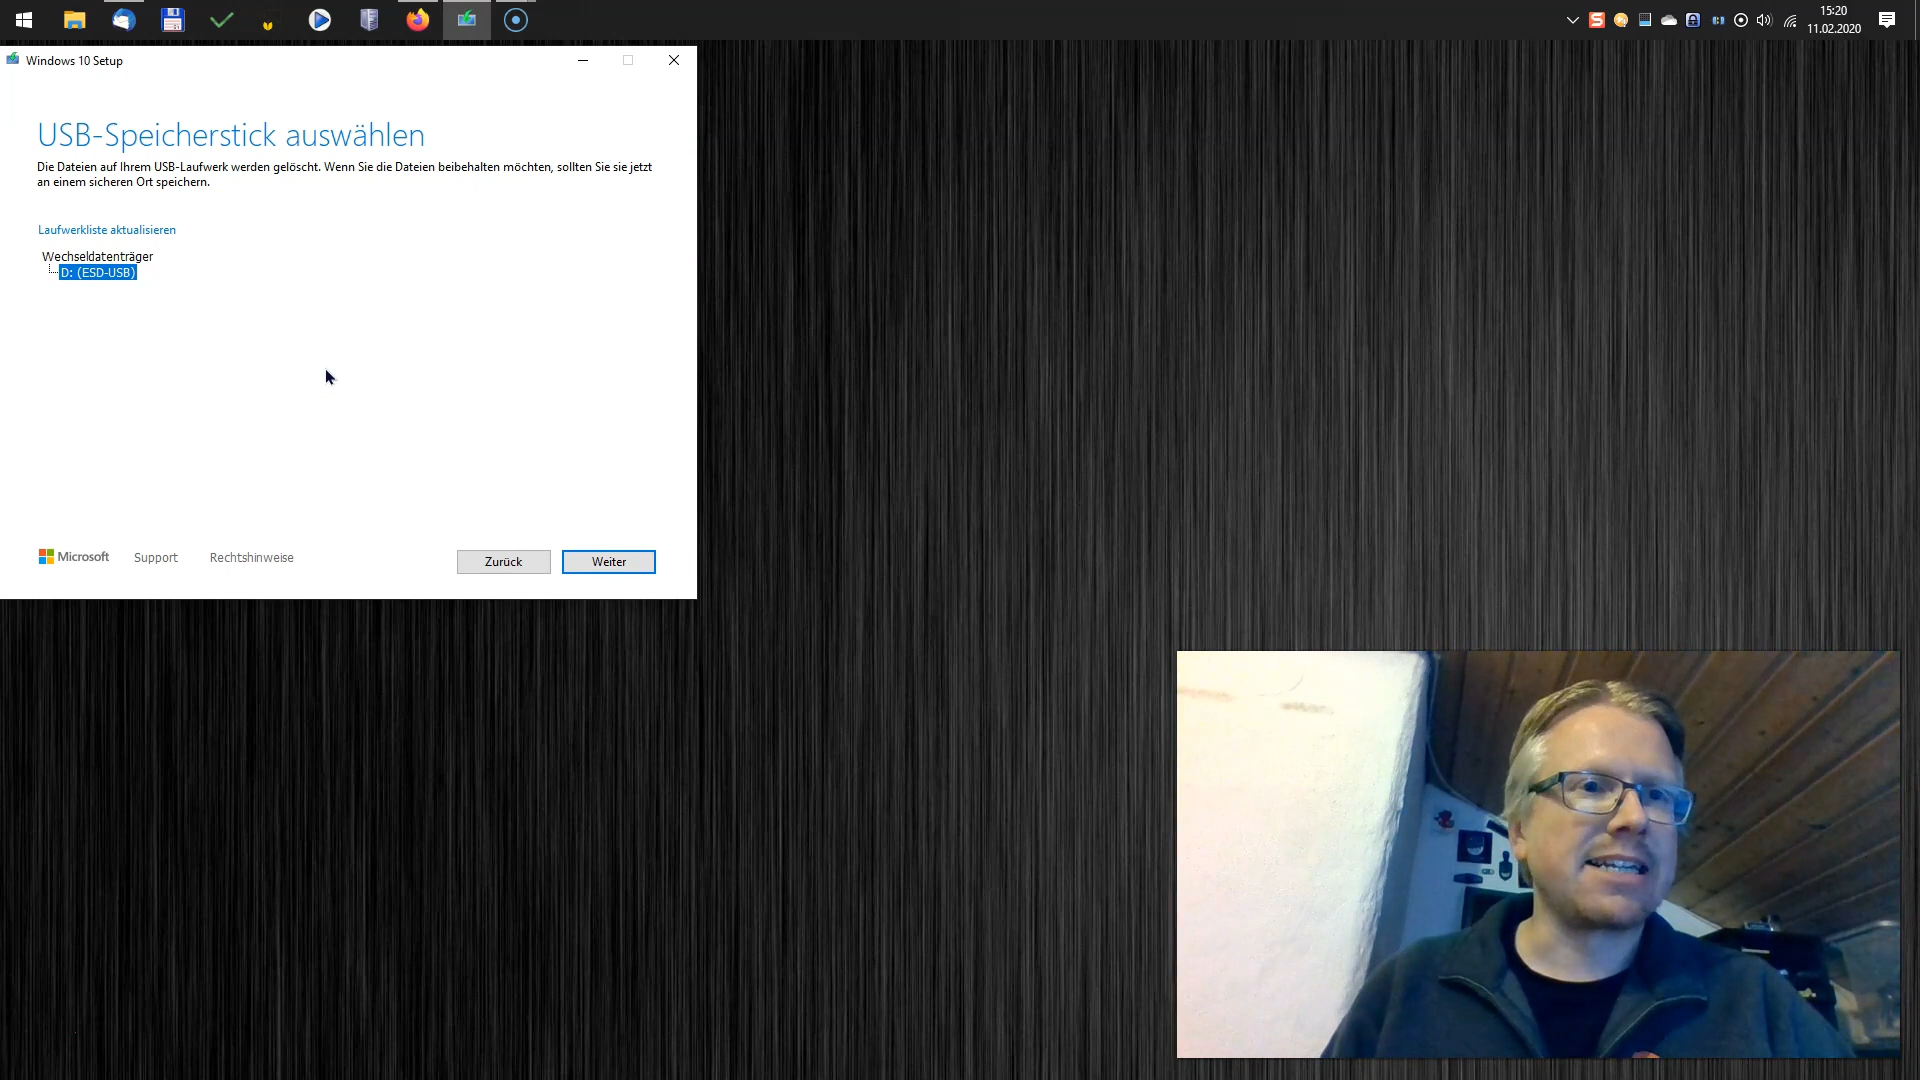 15:20
11.02.2020
Windows 10 Setup
USB-Speicherstick auswählen
Die Dateien auf Ihrem USB-Laufwerk werden gelöscht. Wenn Sie die Dateien beibehalten möchten, sollten Sie sie jetzt
an einem sicheren Ort speichern.
Laufwerkliste aktualisieren
Wechseldatenträger
D: (ESD-USB)
Microsoft
Support
Rechtshinweise
Zurück
Weiter